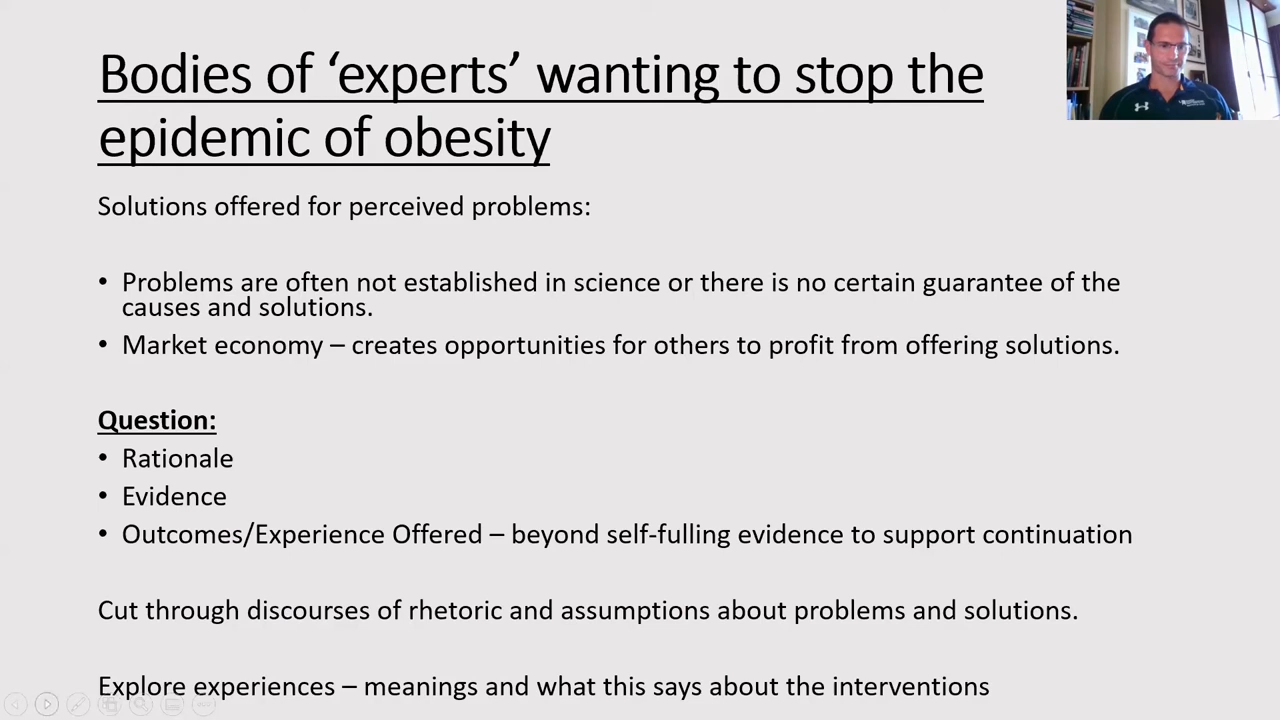 Bodies of ‘experts’ wanting to stop the
epidemic of obesity
Solutions offered for perceived problems:
• Problems are often not established in science or there is no certain guarantee of the
causes and solutions.
• Market economy – creates opportunities for others to profit from offering solutions.
Question:
• Rationale
• Evidence
• Outcomes/Experience Offered – beyond self-fulling evidence to support continuation
Cut through discourses of rhetoric and assumptions about problems and solutions.
Explore experiences – meanings and what this says about the interventions